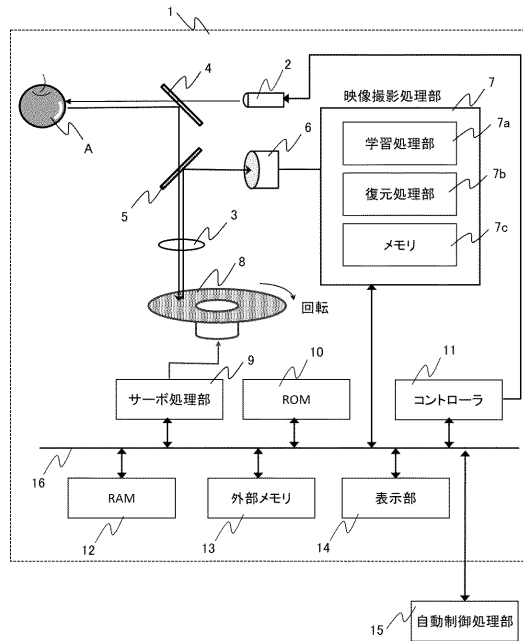 1
4
2
映像撮影処理部
7
A
6
学習処理部
7a
5
復元処理部
7b
3
メモリ
7c
8
回転
9
10
11
サーボ処理部
ROM
コントローラ
16
RAM
外部メモリ
表示部
12
13
14
15
自動制御処理部